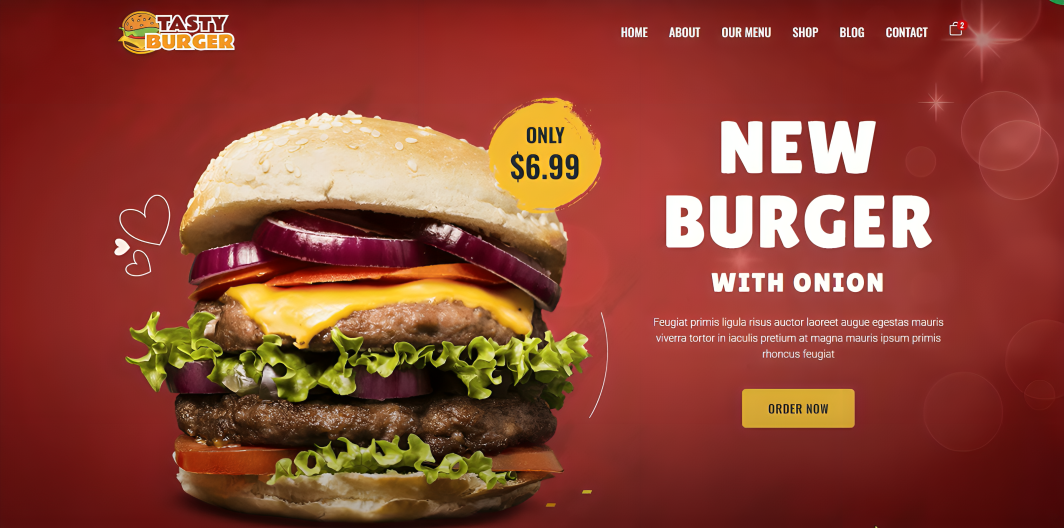 TASTY
BURGER
HOME ABOUT OUR MENU SHOP BLOG CONTACT 2
ONLY
$6.99
NEW
BURGER
WITH ONION
Feugiat primis ligula risus auctor laoreet augue egestas mauris
viverra tortor in iaculis pretium at magna mauris ipsum primis
rhoncus feugiat
ORDER NOW